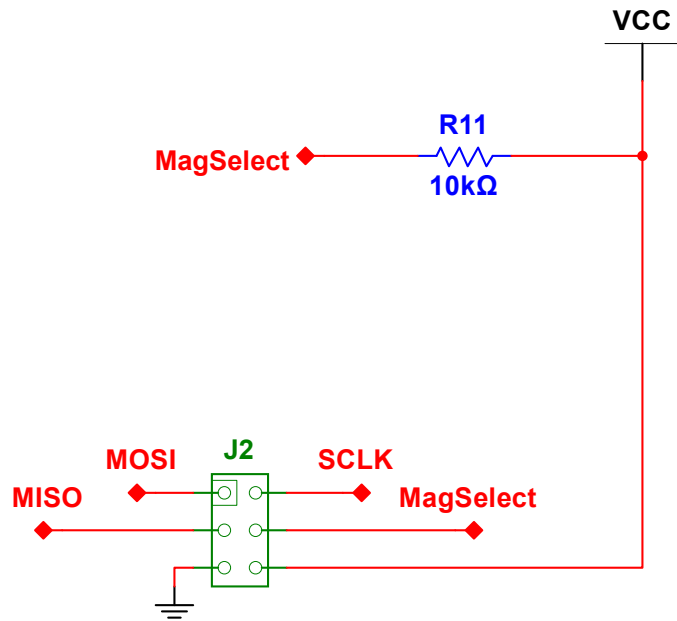 VCC
R11
MagSelect
10kΩ
J2
MOSI
SCLK
MISO
MagSelect